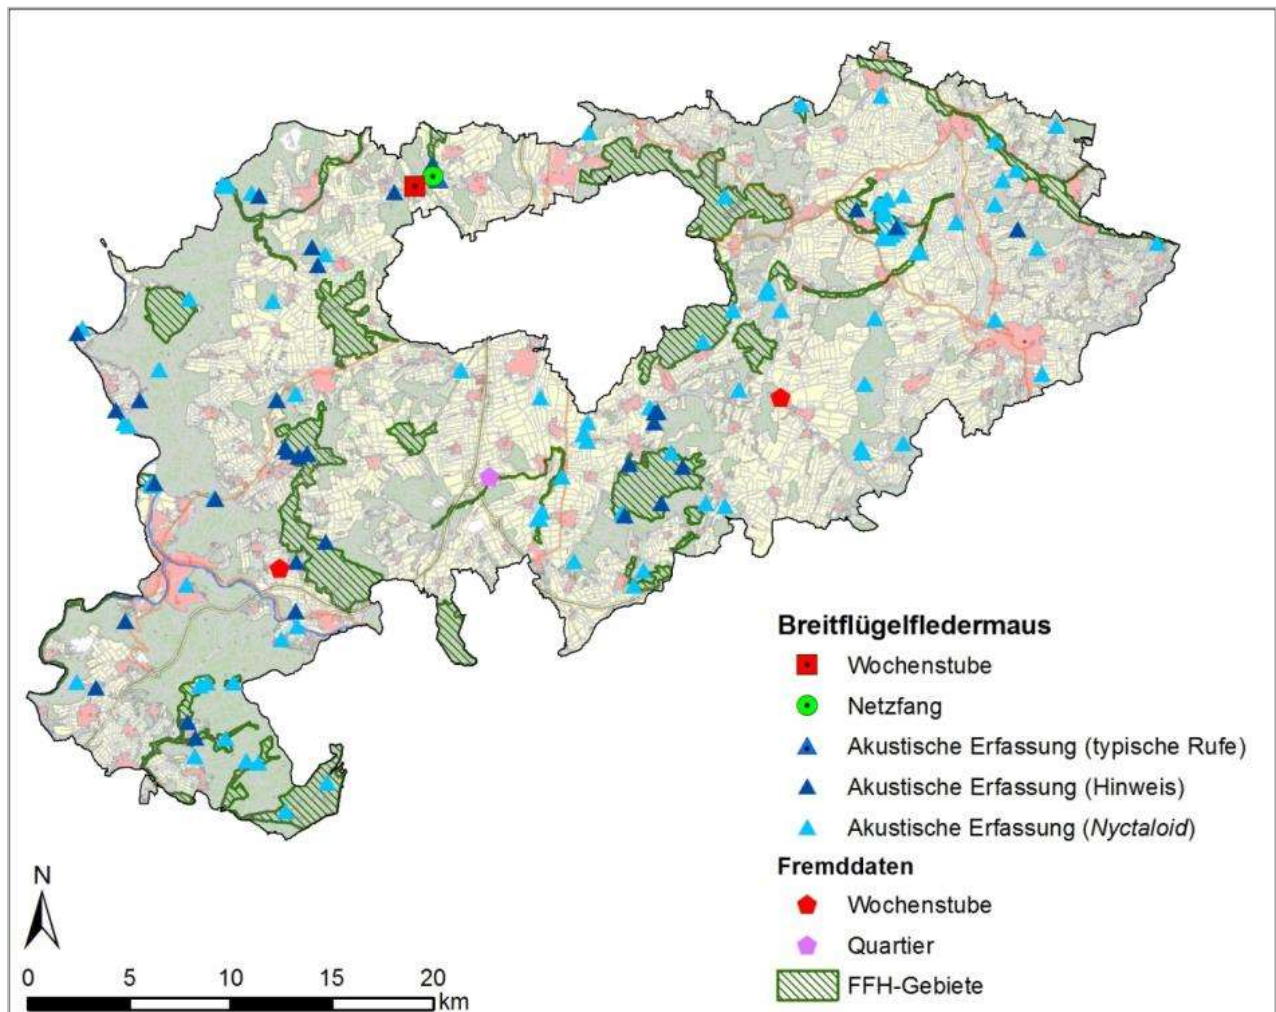 Breitflügelfledermaus
Wochenstube
Netzfang
Akustische Erfassung (typische Rufe)
Akustische Erfassung (Hinweis)
Akustische Erfassung (Nyctaloid)
Fremddaten
Wochenstube
Quartier
FFH-Gebiete
N
0 5 10 15 20
km